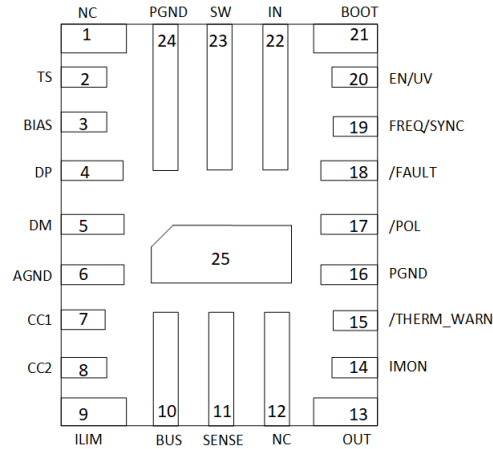 NC PGND SW IN BOOT
1 24 23 22 21
TS 2 20 EN/UV
BIAS 3 19 FREQ/SYNC
DP 4 18 /FAULT
DM 5 17 /POL
25
AGND 6 16 PGND
CC1 7 15 /THERM_WARN
CC2 8 14 IMON
9 10 11 12 13
ILIM BUS SENSE NC OUT